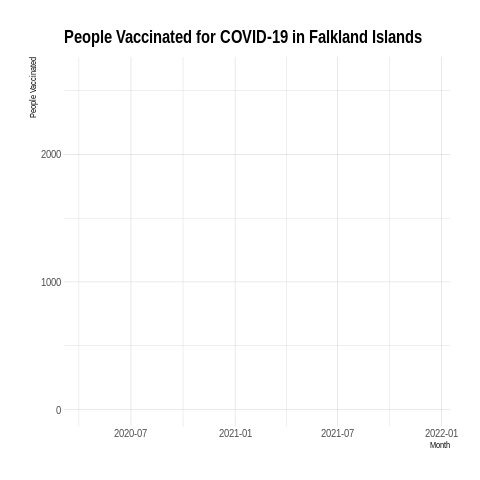 People Vaccinated for COVID-19 in Falkland Islands
People Vaccinated
2000
1000
0
2020-07
2021-01
2021-07
2022-01
Month